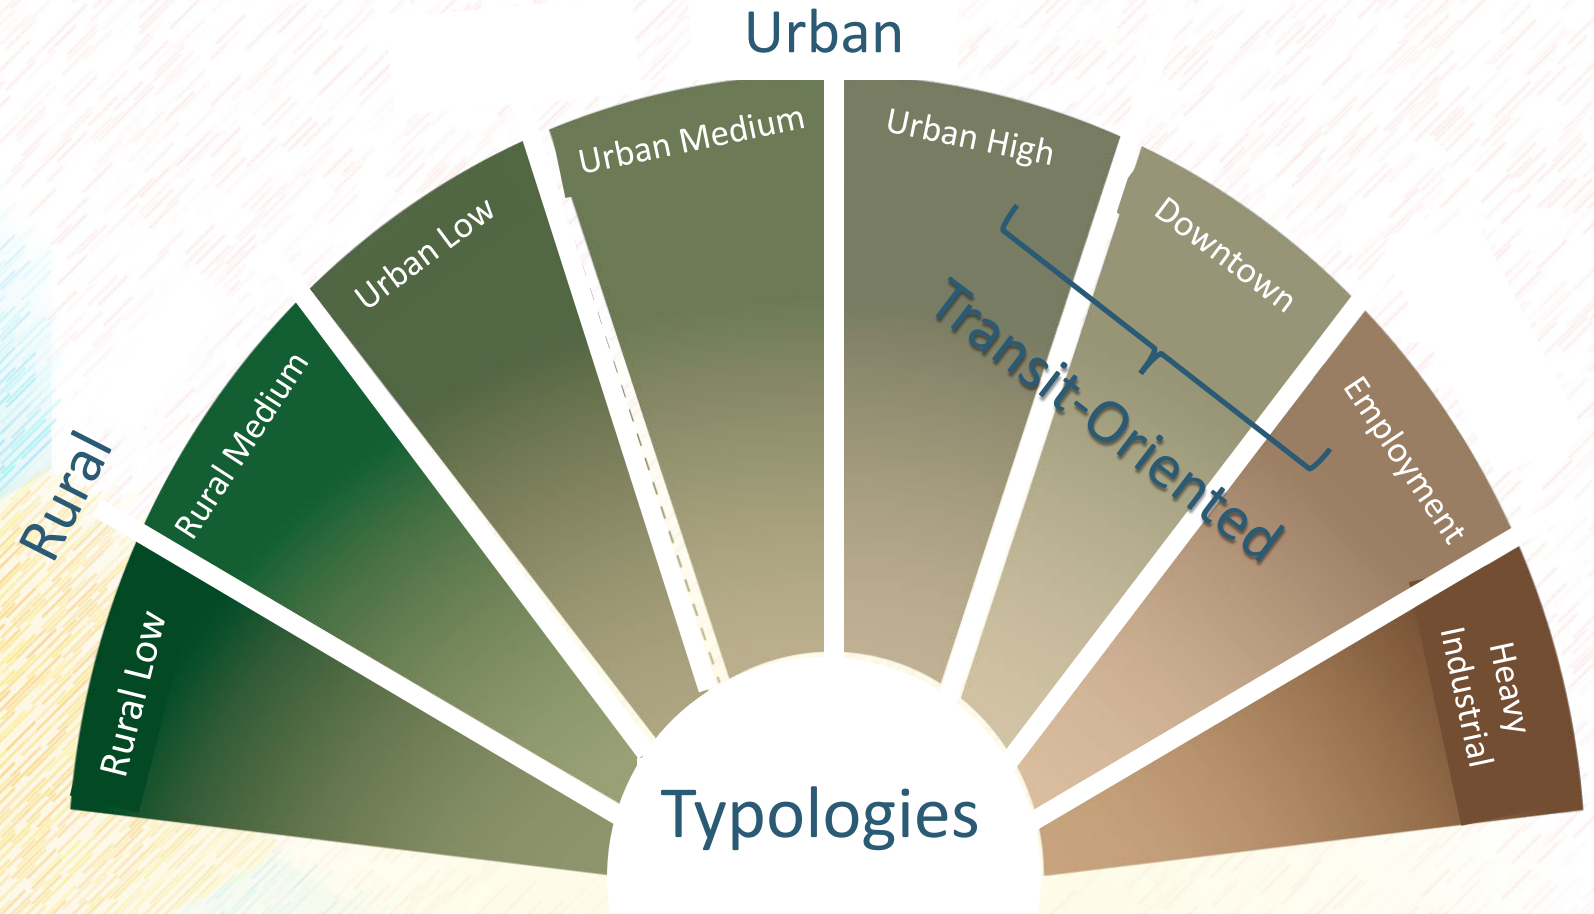 Urban
Rural
Rural Low
Rural Medium
Urban Low
Urban Medium
Urban High
Downtown
Employment
Heavy
Industrial
Transit-Oriented
Typologies